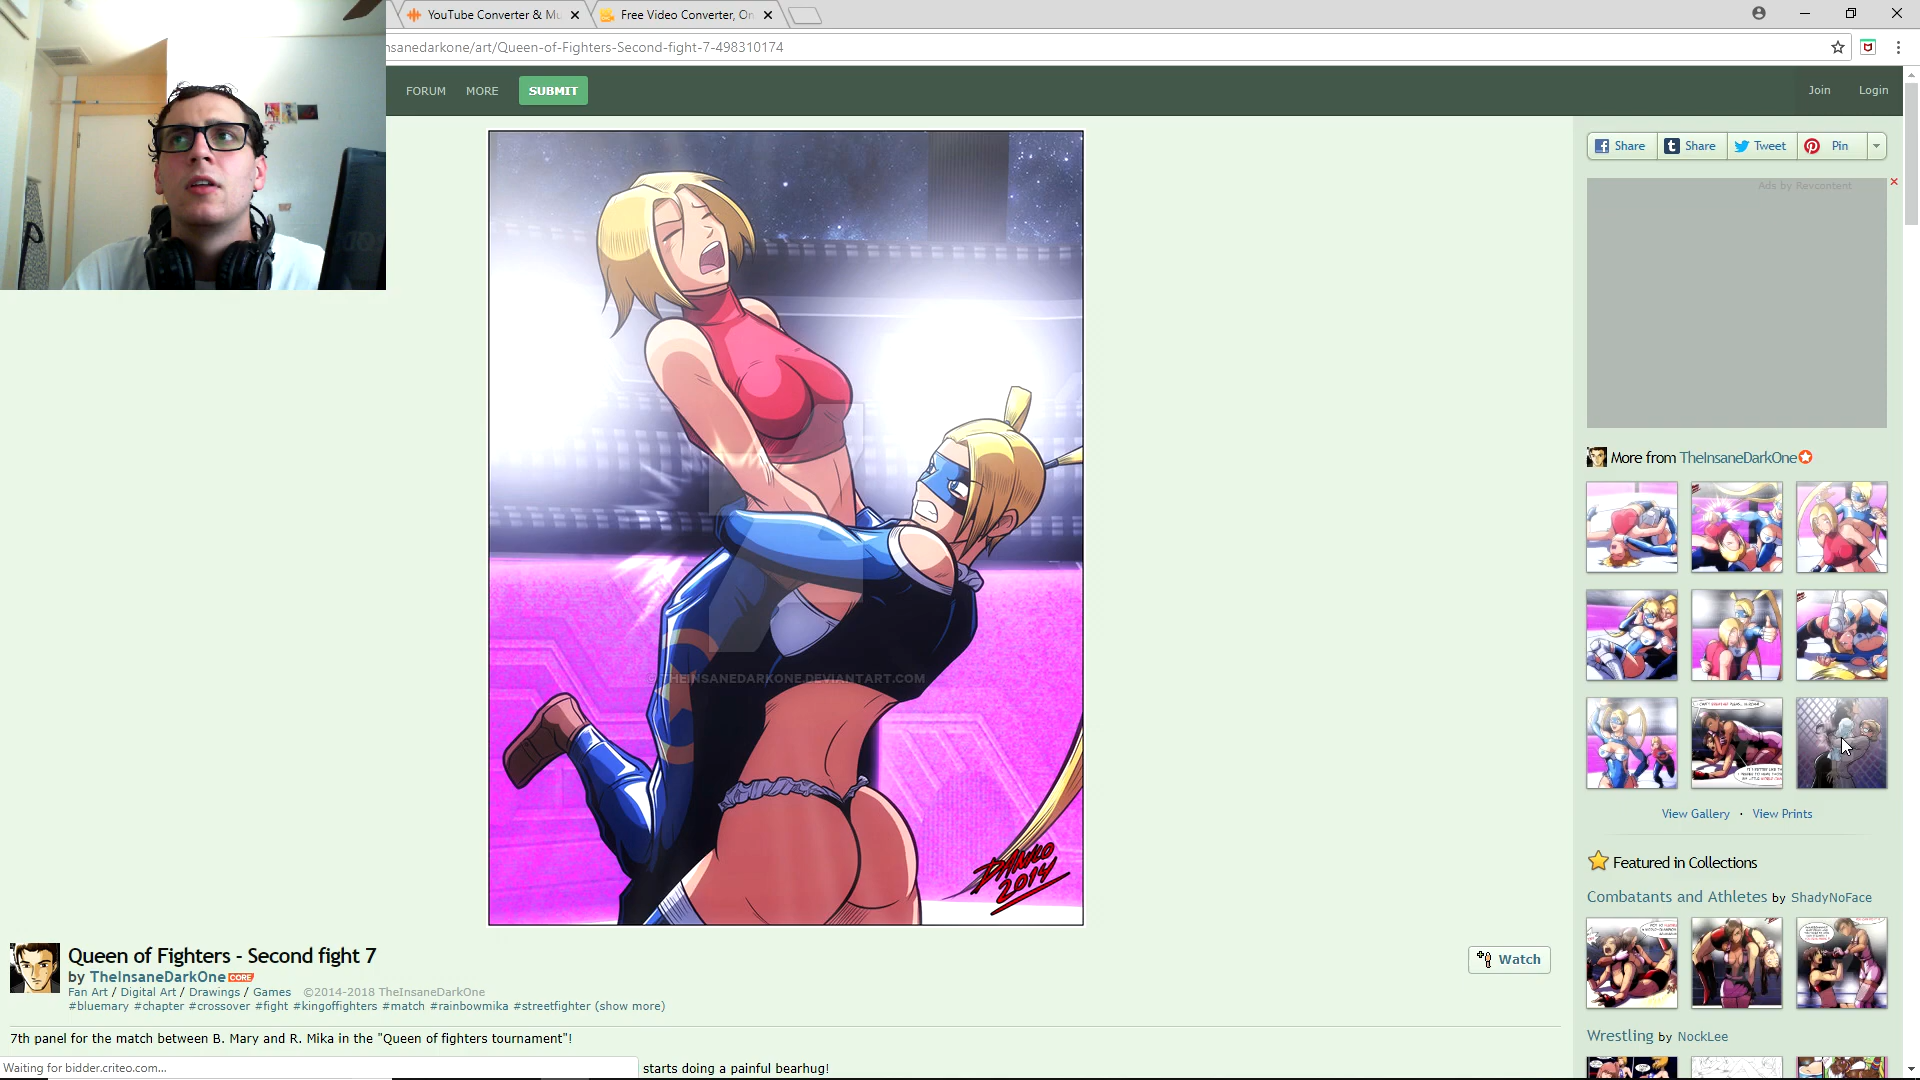 YouTube Converter & Mu
Free Video Converter, On
nsanedarkone/art/Queen-of-Fighters-Second-fight-7-498310174
FORUM
MORE
SUBMIT
Join
Login
Share
Share
Tweet
Pin
Ads by Revcontent
More from TheInsaneDarkOne
THEINSANEDARKONE.DEVIANTART.COM
DANKO
2014
View Gallery · View Prints
Featured in Collections
Combatants and Athletes by ShadyNoFace
Wrestling by NockLee
Queen of Fighters - Second fight 7
by TheInsaneDarkOne CORE
Fan Art / Digital Art / Drawings / Games ©2014-2018 TheInsaneDarkOne
#bluemary #chapter #crossover #fight #kingoffighters #match #rainbowmika #streetfighter (show more)
Watch
7th panel for the match between B. Mary and R. Mika in the "Queen of fighters tournament"!
Waiting for bidder.criteo.com...
starts doing a painful bearhug!